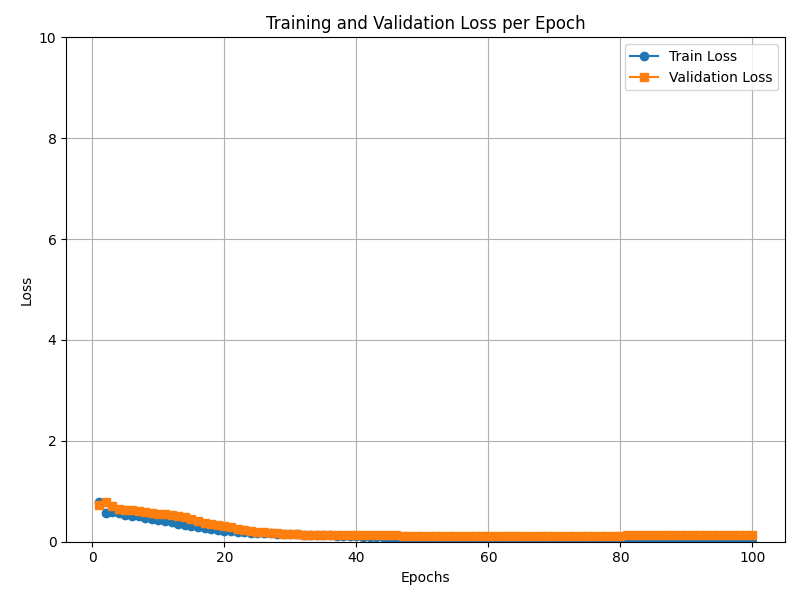 Training and Validation Loss per Epoch
Train Loss
Validation Loss
10
8
6
4
2
0
Loss
0 20 40 60 80 100
Epochs